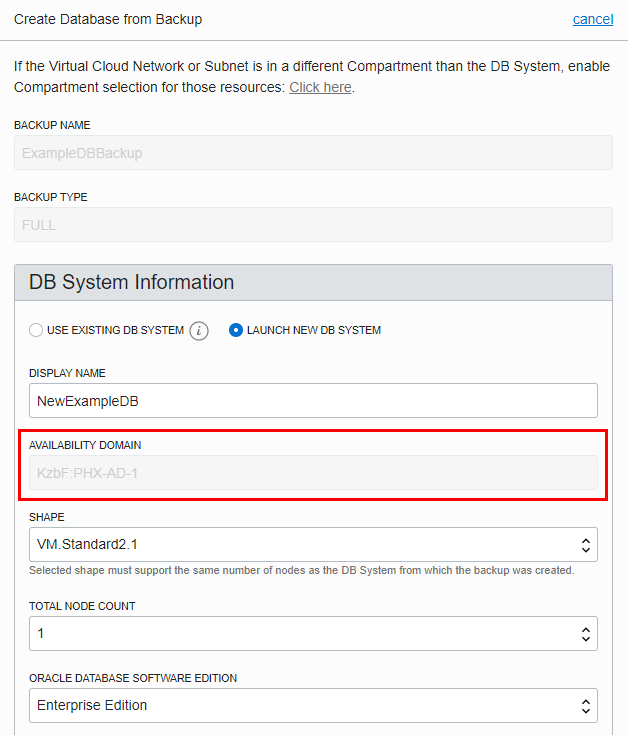 Create Database from Backup
cancel
If the Virtual Cloud Network or Subnet is in a different Compartment than the DB System, enable
Compartment selection for those resources: Click here.
BACKUP NAME
ExampleDBBackup
BACKUP TYPE
FULL
DB System Information
USE EXISTING DB SYSTEM i LAUNCH NEW DB SYSTEM
DISPLAY NAME
NewExampleDB
AVAILABILITY DOMAIN
KzbF:PHX-AD-1
SHAPE
VM.Standard2.1
Selected shape must support the same number of nodes as the DB System from which the backup was created.
TOTAL NODE COUNT
1
ORACLE DATABASE SOFTWARE EDITION
Enterprise Edition